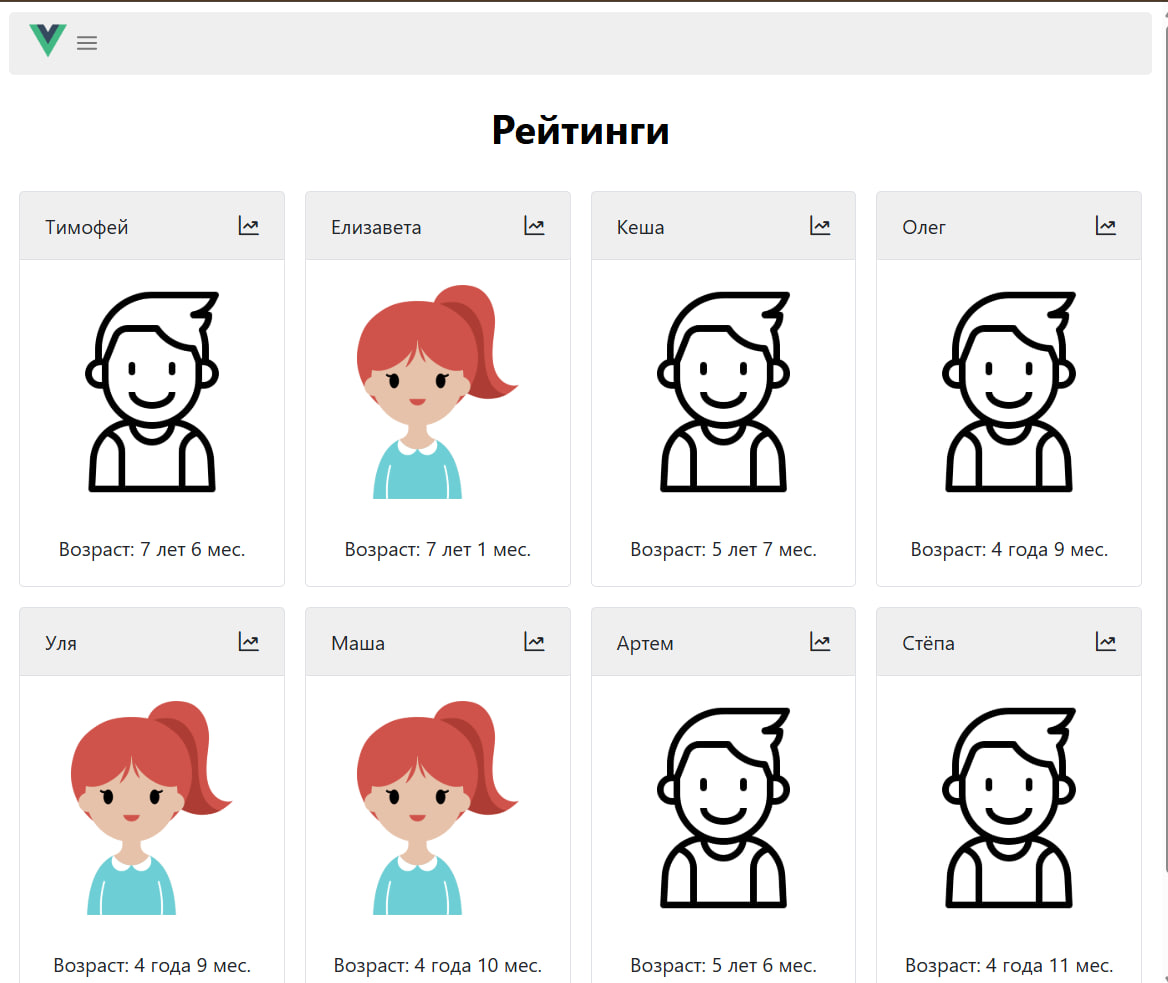 Рейтинги
Тимофей
Елизавета
Кеша
Олег
Возраст: 7 лет 6 мес.
Возраст: 7 лет 1 мес.
Возраст: 5 лет 7 мес.
Возраст: 4 года 9 мес.
Уля
Маша
Артем
Стёпа
Возраст: 4 года 9 мес.
Возраст: 4 года 10 мес.
Возраст: 5 лет 6 мес.
Возраст: 4 года 11 мес.